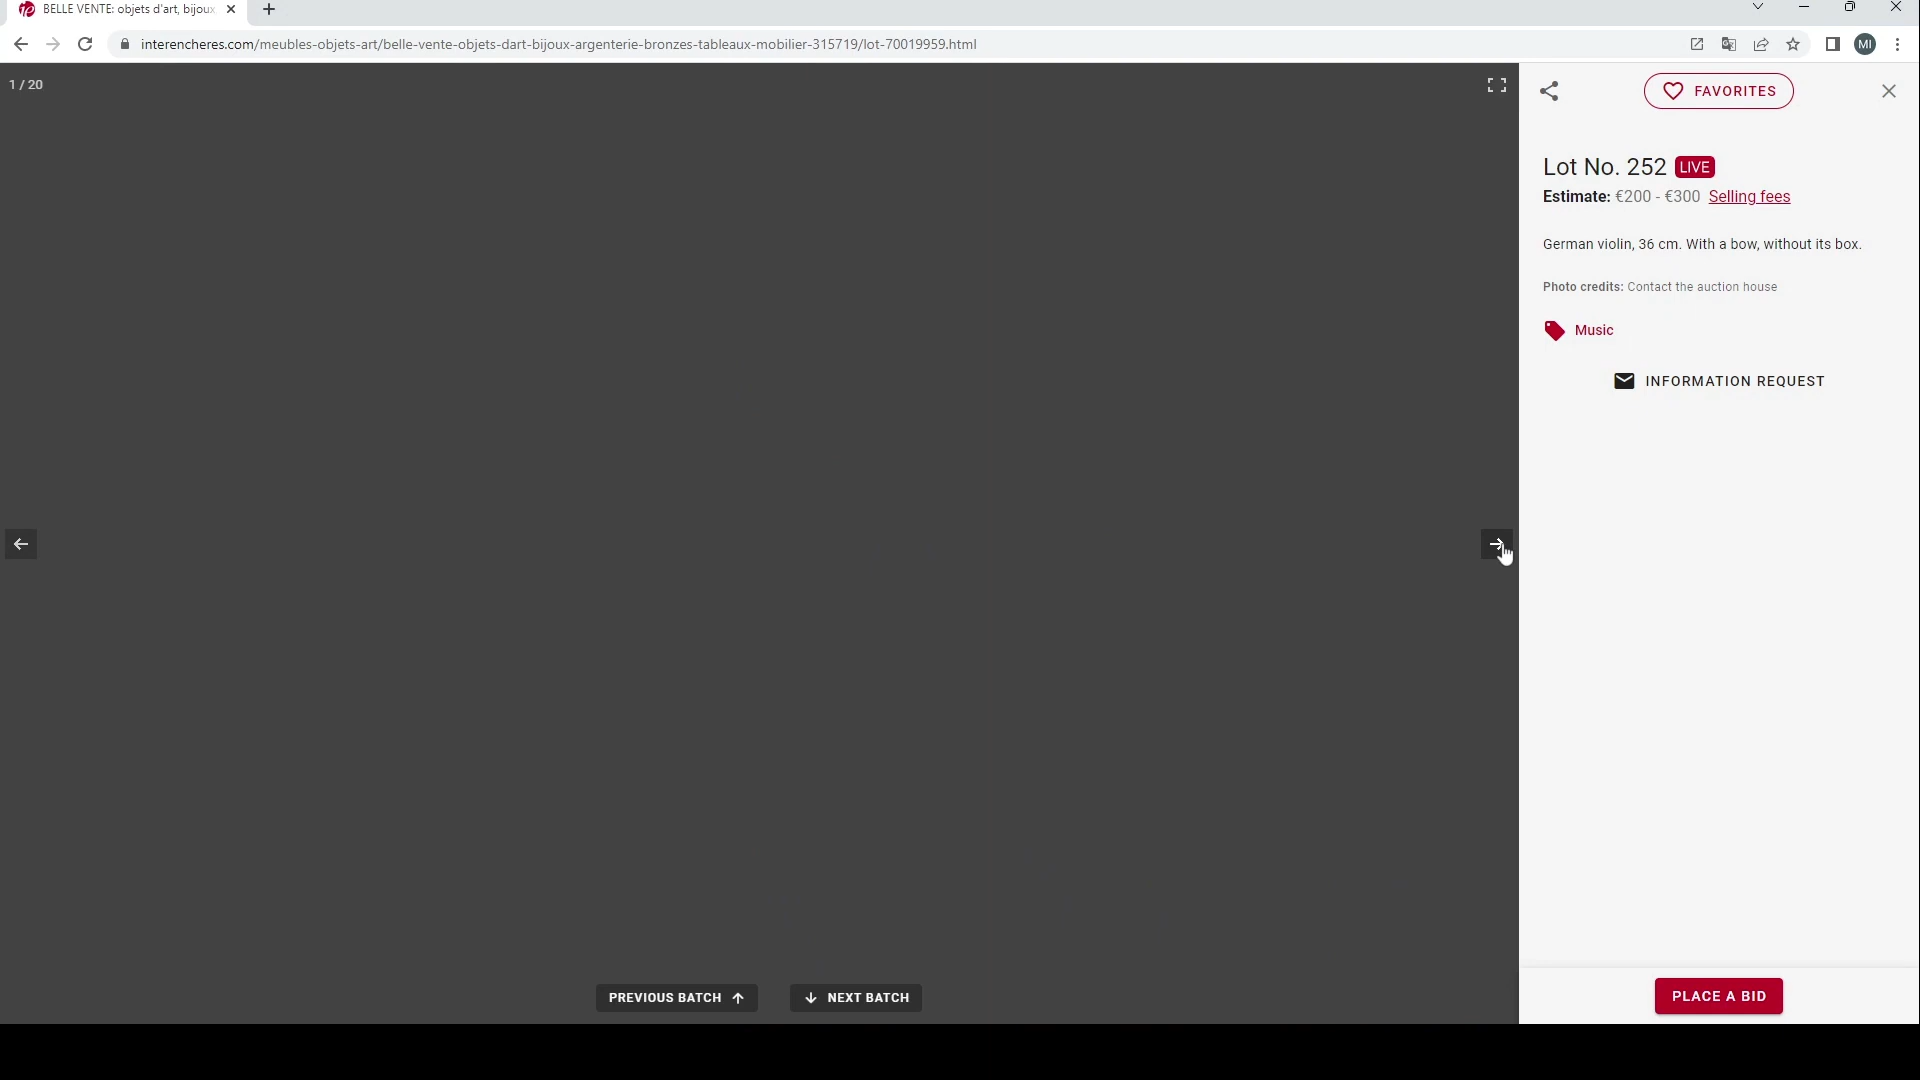 BELLE VENTE: objets d'art, bijoux
interencheres.com/meubles-objets-art/belle-vente-objets-dart-bijoux-argenterie-bronzes-tableaux-mobilier-315719/lot-70019959.html
MI
1 / 20
FAVORITES
Lot No. 252 LIVE
Estimate: €200 - €300 Selling fees
German violin, 36 cm. With a bow, without its box.
Photo credits: Contact the auction house
Music
INFORMATION REQUEST
PREVIOUS BATCH
NEXT BATCH
PLACE A BID